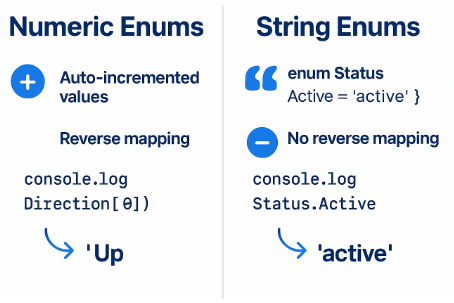 Numeric Enums
Auto-incremented
values
Reverse mapping
console.log
Direction[0])
'Up
String Enums
enum Status
Active = 'active' }
No reverse mapping
console.log
Status.Active
'active'